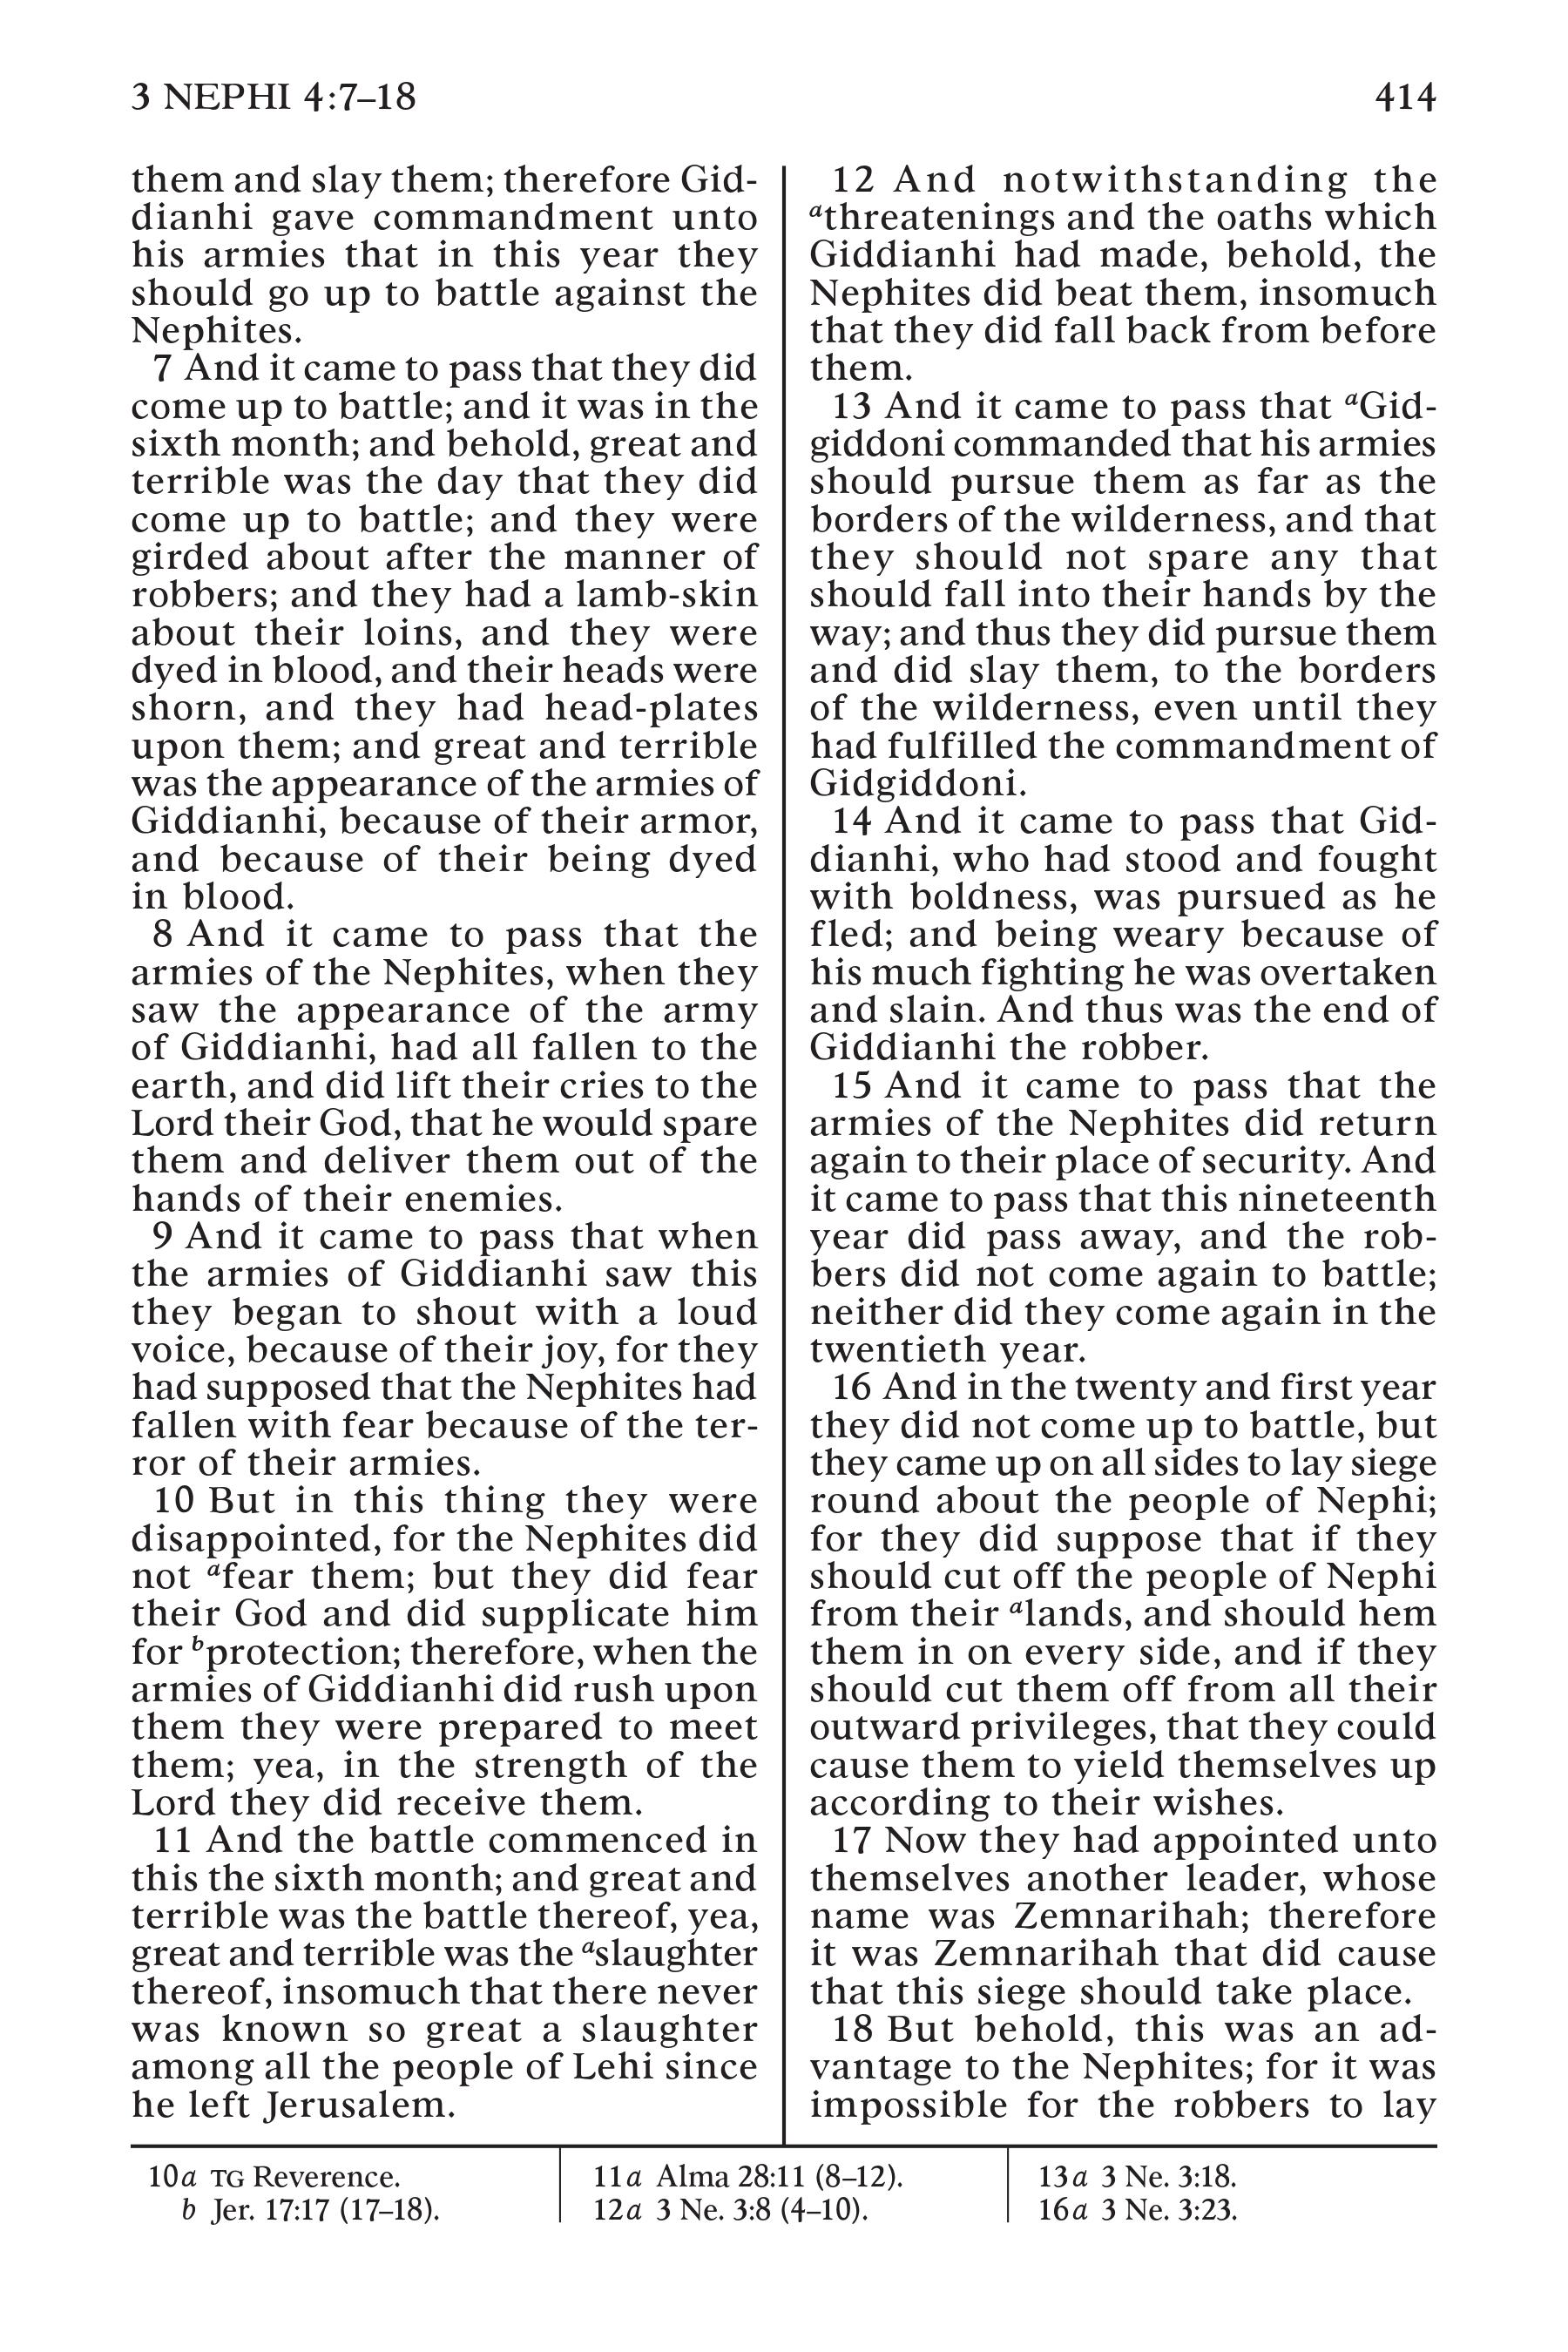 3 NEPHI 4:7–18
414
them and slay them; therefore Gid-
dianhi gave commandment unto
his armies that in this year they
should go up to battle against the
Nephites.
7 And it came to pass that they did
come up to battle; and it was in the
sixth month; and behold, great and
terrible was the day that they did
come up to battle; and they were
girded about after the manner of
robbers; and they had a lamb-skin
about their loins, and they were
dyed in blood, and their heads were
shorn, and they had head-plates
upon them; and great and terrible
was the appearance of the armies of
Giddianhi, because of their armor,
and because of their being dyed
in blood.
8 And it came to pass that the
armies of the Nephites, when they
saw the appearance of the army
of Giddianhi, had all fallen to the
earth, and did lift their cries to the
Lord their God, that he would spare
them and deliver them out of the
hands of their enemies.
9 And it came to pass that when
the armies of Giddianhi saw this
they began to shout with a loud
voice, because of their joy, for they
had supposed that the Nephites had
fallen with fear because of the ter-
ror of their armies.
10 But in this thing they were
disappointed, for the Nephites did
not afear them; but they did fear
their God and did supplicate him
for bprotection; therefore, when the
armies of Giddianhi did rush upon
them they were prepared to meet
them; yea, in the strength of the
Lord they did receive them.
11 And the battle commenced in
this the sixth month; and great and
terrible was the battle thereof, yea,
great and terrible was the aslaughter
thereof, insomuch that there never
was known so great a slaughter
among all the people of Lehi since
he left Jerusalem.
12 And notwithstanding the
athreatenings and the oaths which
Giddianhi had made, behold, the
Nephites did beat them, insomuch
that they did fall back from before
them.
13 And it came to pass that aGid-
giddoni commanded that his armies
should pursue them as far as the
borders of the wilderness, and that
they should not spare any that
should fall into their hands by the
way; and thus they did pursue them
and did slay them, to the borders
of the wilderness, even until they
had fulfilled the commandment of
Gidgiddoni.
14 And it came to pass that Gid-
dianhi, who had stood and fought
with boldness, was pursued as he
fled; and being weary because of
his much fighting he was overtaken
and slain. And thus was the end of
Giddianhi the robber.
15 And it came to pass that the
armies of the Nephites did return
again to their place of security. And
it came to pass that this nineteenth
year did pass away, and the rob-
bers did not come again to battle;
neither did they come again in the
twentieth year.
16 And in the twenty and first year
they did not come up to battle, but
they came up on all sides to lay siege
round about the people of Nephi;
for they did suppose that if they
should cut off the people of Nephi
from their alands, and should hem
them in on every side, and if they
should cut them off from all their
outward privileges, that they could
cause them to yield themselves up
according to their wishes.
17 Now they had appointed unto
themselves another leader, whose
name was Zemnarihah; therefore
it was Zemnarihah that did cause
that this siege should take place.
18 But behold, this was an ad-
vantage to the Nephites; for it was
impossible for the robbers to lay
10a TG Reverence.
b Jer. 17:17 (17–18).
11a Alma 28:11 (8–12).
12a 3 Ne. 3:8 (4–10).
13a 3 Ne. 3:18.
16a 3 Ne. 3:23.